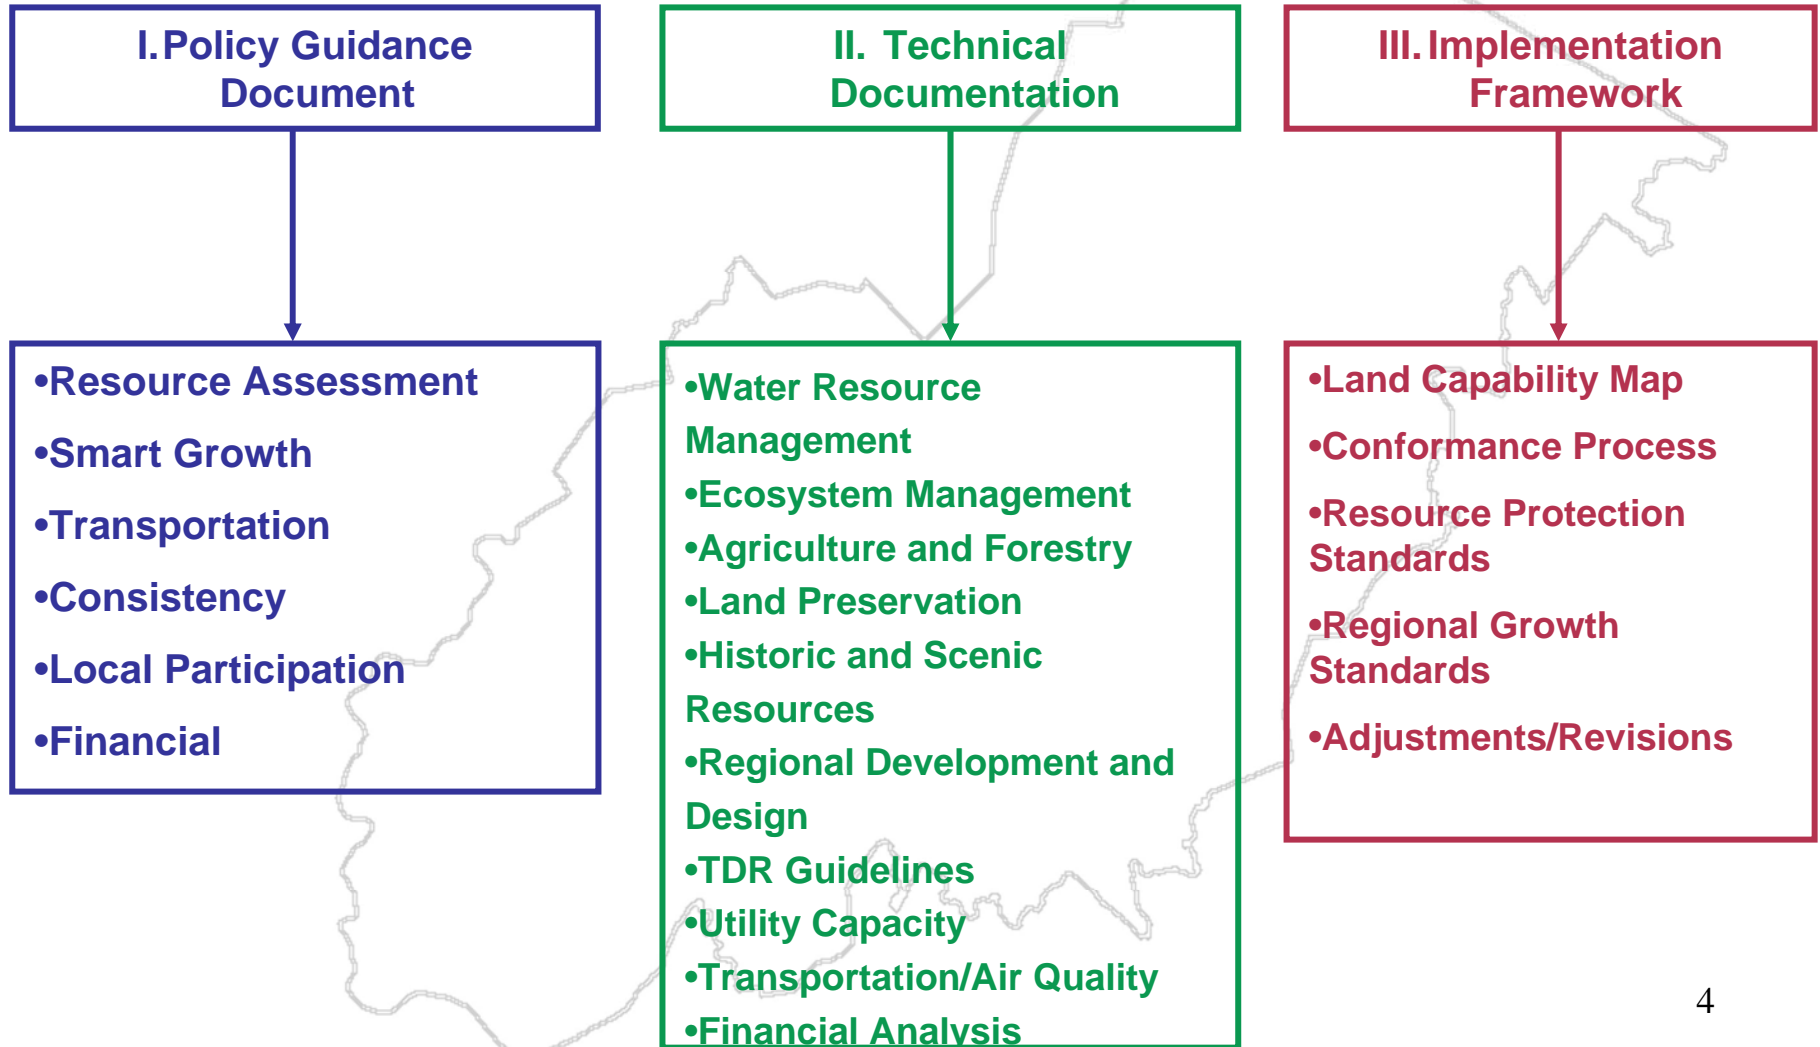 I. Policy Guidance
Document
II. Technical
Documentation
III. Implementation
Framework
•Resource Assessment
•Smart Growth
•Transportation
•Consistency
•Local Participation
•Financial
•Water Resource
Management
•Ecosystem Management
•Agriculture and Forestry
•Land Preservation
•Historic and Scenic
Resources
•Regional Development and
Design
•TDR Guidelines
•Utility Capacity
•Transportation/Air Quality
•Financial Analysis
•Land Capability Map
•Conformance Process
•Resource Protection
Standards
•Regional Growth
Standards
•Adjustments/Revisions
4